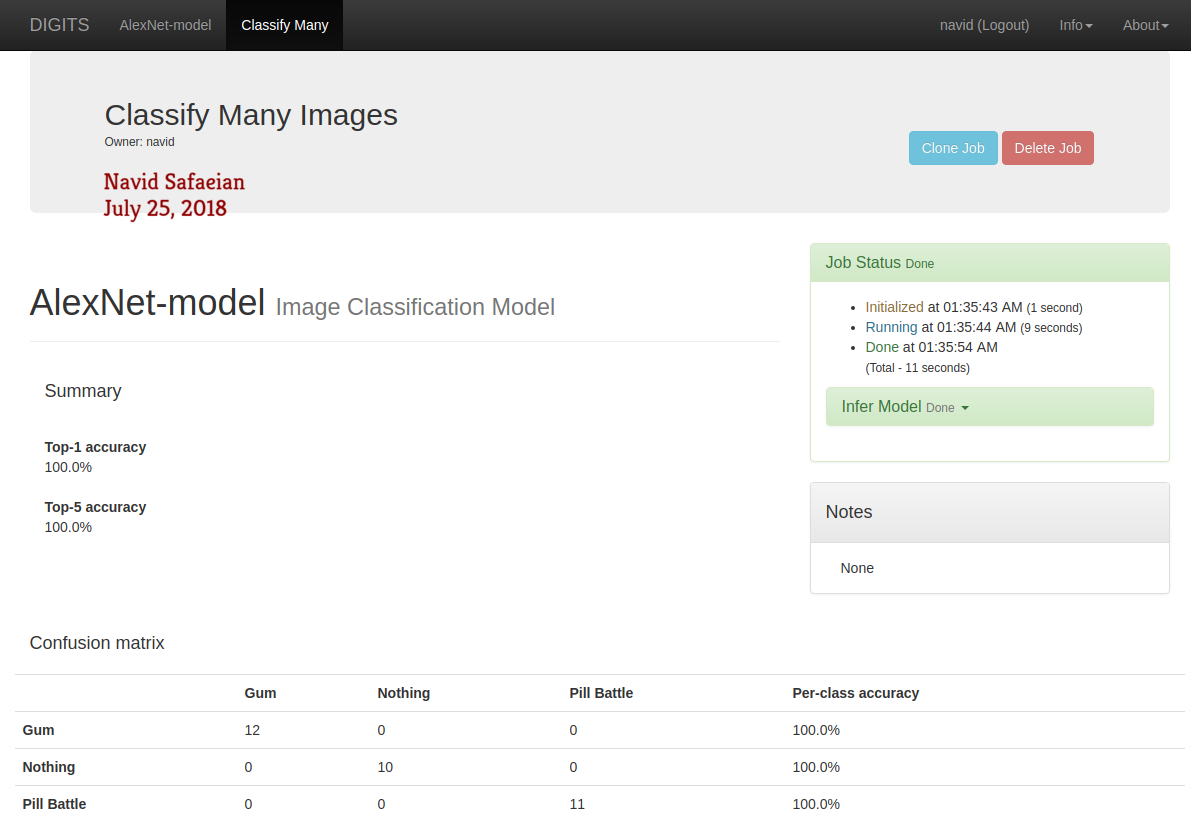 DIGITS AlexNet-model Classify Many navid (Logout) Info About
Classify Many Images
Owner: navid
Clone Job Delete Job
Navid Safaeian
July 25, 2018
AlexNet-model Image Classification Model
Summary
Top-1 accuracy
100.0%
Top-5 accuracy
100.0%
Job Status Done
Initialized at 01:35:43 AM (1 second)
Running at 01:35:44 AM (9 seconds)
Done at 01:35:54 AM
(Total - 11 seconds)
Infer Model Done
Notes
None
Confusion matrix
Gum Nothing Pill Battle Per-class accuracy
Gum 12 0 0 100.0%
Nothing 0 10 0 100.0%
Pill Battle 0 0 11 100.0%